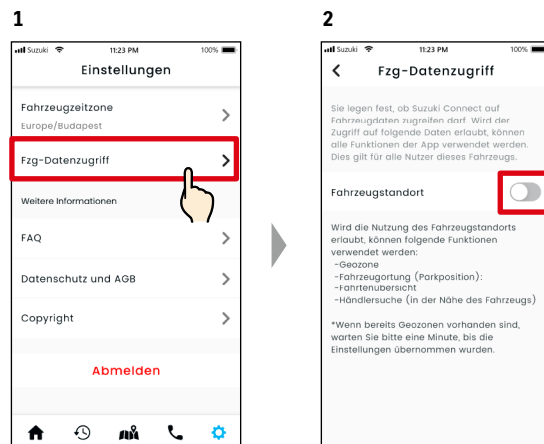 1
Suzuki 11:23 PM 100%
Einstellungen
Fahrzeugzeitzone
Europe/Budapest
Fzg-Datenzugriff
Weitere Informationen
FAQ
Datenschutz und AGB
Copyright
Abmelden
2
Suzuki 11:23 PM 100%
Fzg-Datenzugriff
Sie legen fest, ob Suzuki Connect auf
Fahrzeugdaten zugreifen darf. Wird der
Zugriff auf folgende Daten erlaubt, können
alle Funktionen der App verwendet werden.
Dies gilt für alle Nutzer dieses Fahrzeugs.
Fahrzeugstandort
Wird die Nutzung des Fahrzeugstandorts
erlaubt, können folgende Funktionen
verwendet werden:
-Geozone
-Fahrzeugortung (Parkposition):
-Fahrtenübersicht
-Händlersuche (in der Nähe des Fahrzeugs)
*Wenn bereits Geozonen vorhanden sind,
warten Sie bitte eine Minute, bis die
Einstellungen übernommen wurden.